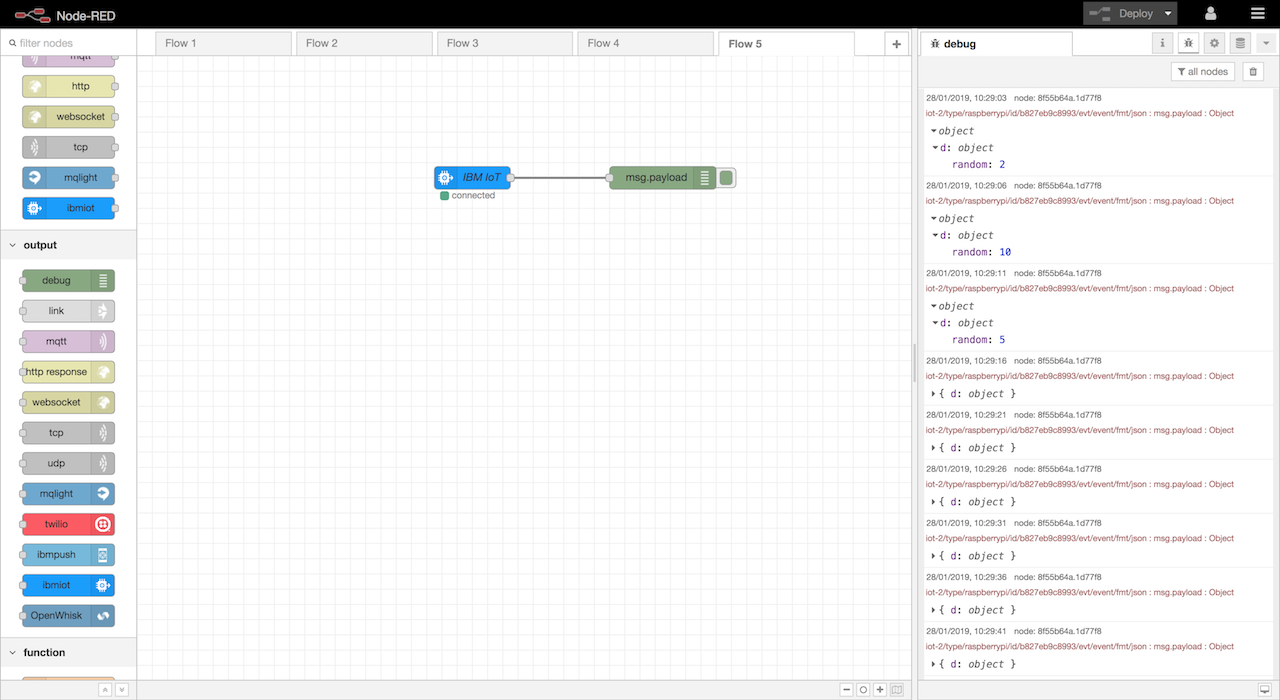 Node-RED
Deploy
filter nodes
Flow 1
Flow 2
Flow 3
Flow 4
Flow 5
debug
i
all nodes
mqtt
http
websocket
tcp
mqlight
ibmiot
output
debug
link
mqtt
http response
websocket
tcp
udp
mqlight
twilio
ibmpush
ibmiot
OpenWhisk
function
IBM IoT
connected
msg.payload
28/01/2019, 10:29:03 node: 8f55b64a.1d77f8
iot-2/type/raspberrypi/id/b827eb9c8993/evt/event/fmt/json : msg.payload : Object
object
d: object
random: 2
28/01/2019, 10:29:06 node: 8f55b64a.1d77f8
iot-2/type/raspberrypi/id/b827eb9c8993/evt/event/fmt/json : msg.payload : Object
object
d: object
random: 10
28/01/2019, 10:29:11 node: 8f55b64a.1d77f8
iot-2/type/raspberrypi/id/b827eb9c8993/evt/event/fmt/json : msg.payload : Object
object
d: object
random: 5
28/01/2019, 10:29:16 node: 8f55b64a.1d77f8
iot-2/type/raspberrypi/id/b827eb9c8993/evt/event/fmt/json : msg.payload : Object
{ d: object }
28/01/2019, 10:29:21 node: 8f55b64a.1d77f8
iot-2/type/raspberrypi/id/b827eb9c8993/evt/event/fmt/json : msg.payload : Object
{ d: object }
28/01/2019, 10:29:26 node: 8f55b64a.1d77f8
iot-2/type/raspberrypi/id/b827eb9c8993/evt/event/fmt/json : msg.payload : Object
{ d: object }
28/01/2019, 10:29:31 node: 8f55b64a.1d77f8
iot-2/type/raspberrypi/id/b827eb9c8993/evt/event/fmt/json : msg.payload : Object
{ d: object }
28/01/2019, 10:29:36 node: 8f55b64a.1d77f8
iot-2/type/raspberrypi/id/b827eb9c8993/evt/event/fmt/json : msg.payload : Object
{ d: object }
28/01/2019, 10:29:41 node: 8f55b64a.1d77f8
iot-2/type/raspberrypi/id/b827eb9c8993/evt/event/fmt/json : msg.payload : Object
{ d: object }